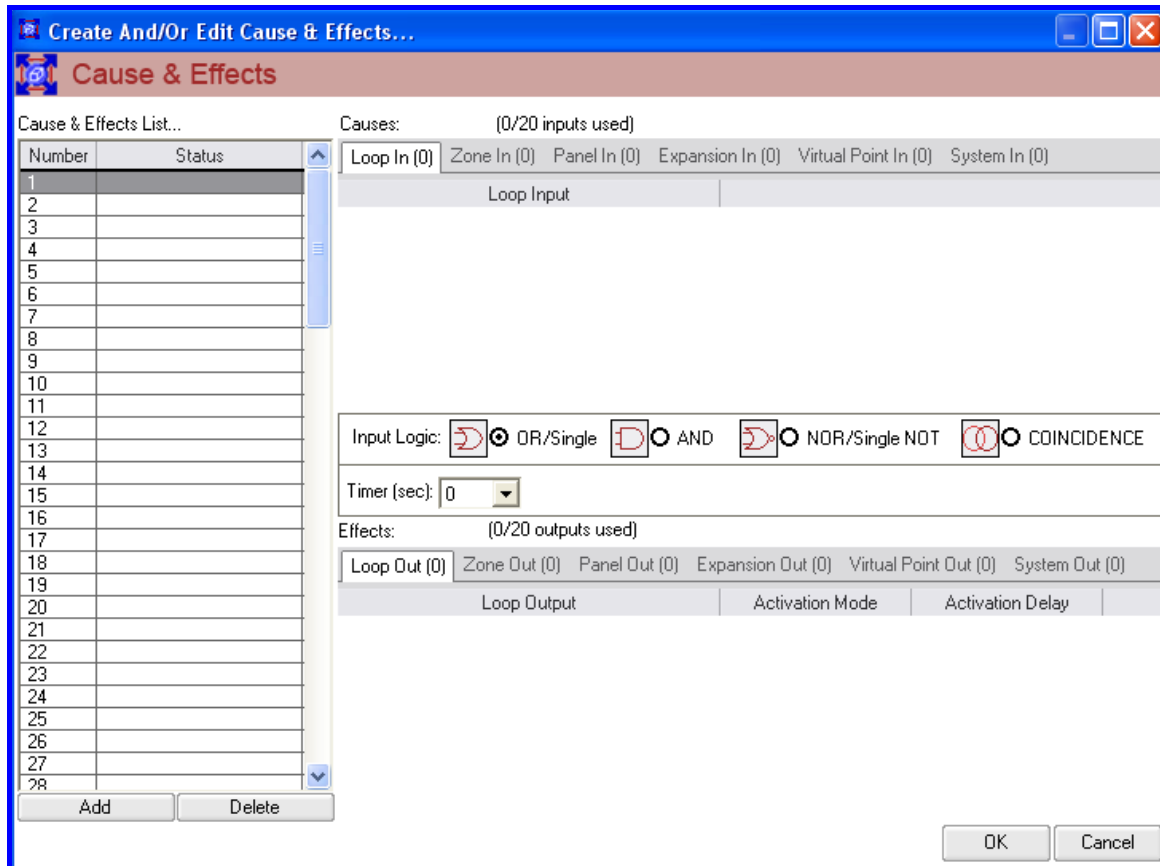 Create And/Or Edit Cause & Effects...
Cause & Effects
Cause & Effects List...
Number Status
1
2
3
4
5
6
7
8
9
10
11
12
13
14
15
16
17
18
19
20
21
22
23
24
25
26
27
28
Add Delete
Causes: (0/20 inputs used)
Loop In (0) Zone In (0) Panel In (0) Expansion In (0) Virtual Point In (0) System In (0)
Loop Input
Input Logic: OR/Single AND NOR/Single NOT COINCIDENCE
Timer (sec): 0
Effects: (0/20 outputs used)
Loop Out (0) Zone Out (0) Panel Out (0) Expansion Out (0) Virtual Point Out (0) System Out (0)
Loop Output Activation Mode Activation Delay
OK Cancel